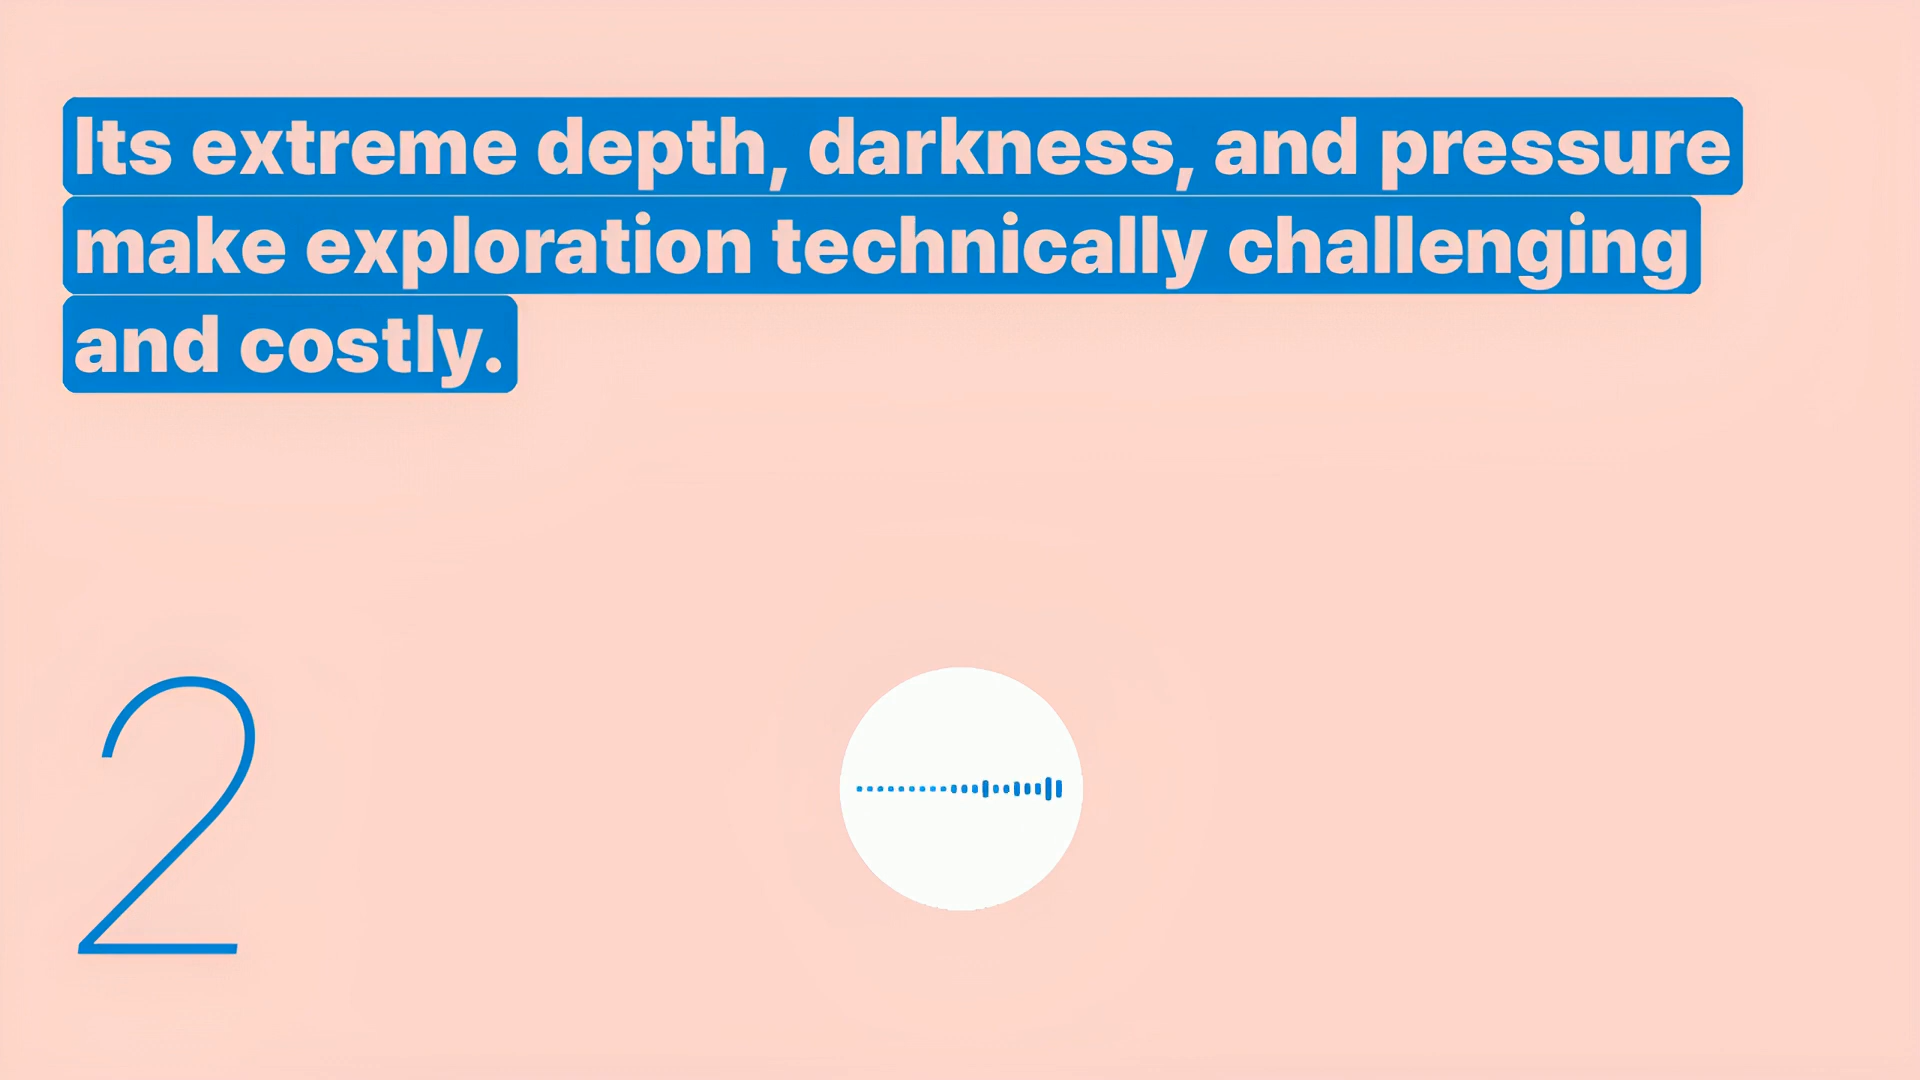 Its extreme depth, darkness, and pressure
make exploration technically challenging
and costly.
2